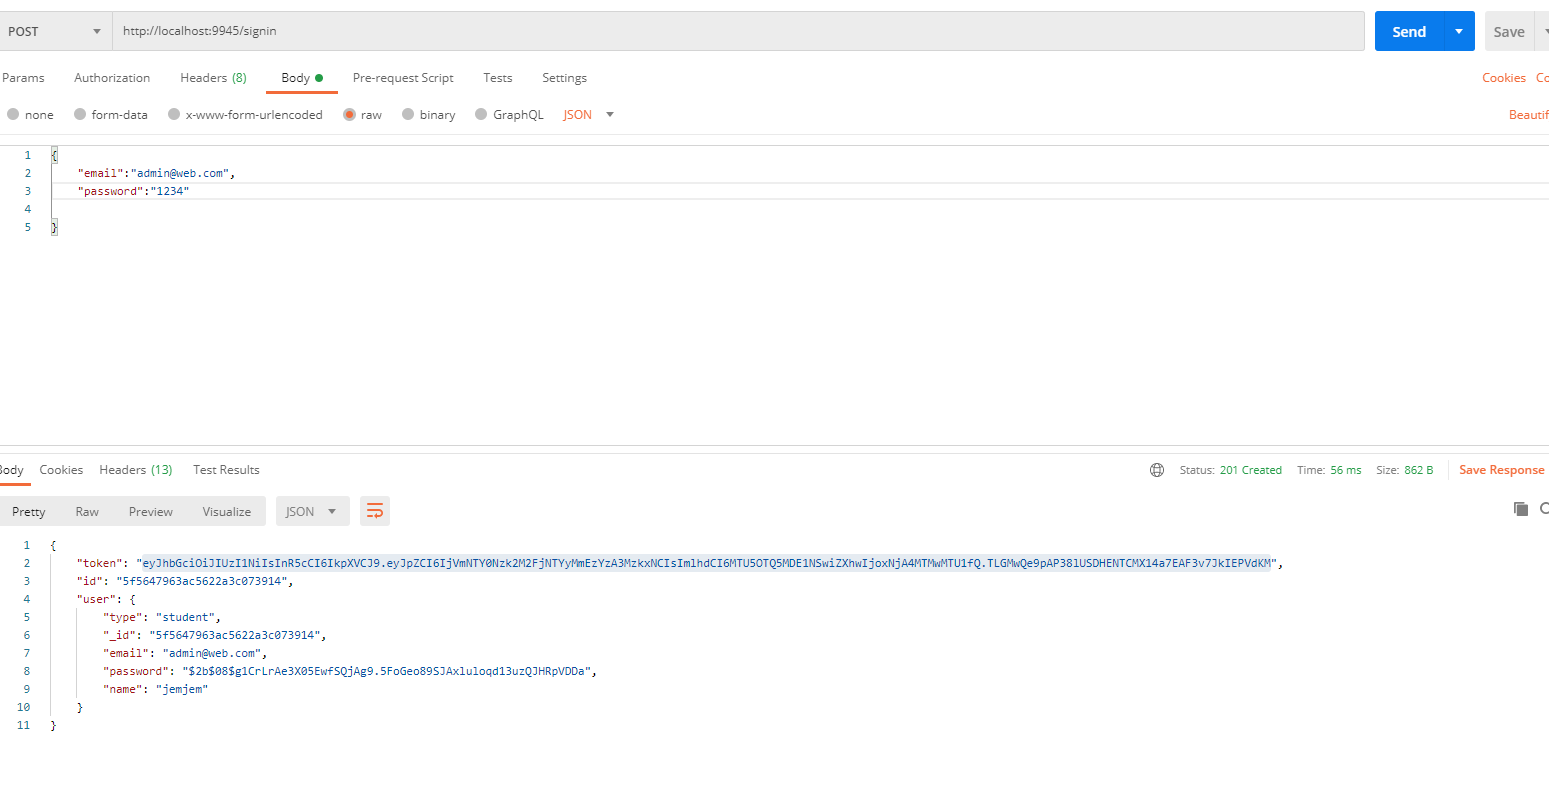 POST http://localhost:9945/signin Send Save
Params Authorization Headers (8) Body Pre-request Script Tests Settings Cookies
none form-data x-www-form-urlencoded raw binary GraphQL JSON
1 {
2 "email":"admin@web.com",
3 "password":"1234"
4
5 }
Body Cookies Headers (13) Test Results Status: 201 Created Time: 56 ms Size: 862 B Save Response
Pretty Raw Preview Visualize JSON
1 {
2 "token": "eyJhbGciOiJIUzI1NiIsInR5cCI6IkpXVCJ9.eyJpZCI6IjVmNTY0Nzk2M2FjNTYyMmEzYzA3MzkxNCIsImlhdCI6MTU5OTQ5MDE1NSwiZXhwIjoxNjA4MTMwMTU1fQ.TLGMwQe9pAP38lUSDHENTCMX14a7EAF3v7JkIEPVdKM",
3 "id": "5f5647963ac5622a3c073914",
4 "user": {
5 "type": "student",
6 "_id": "5f5647963ac5622a3c073914",
7 "email": "admin@web.com",
8 "password": "$2b$08$g1CrLrAe3X05EwfSQjAg9.5FoGeo89SJAxluloqd13uzQJHRpVDDa",
9 "name": "jemjem"
10 }
11 }